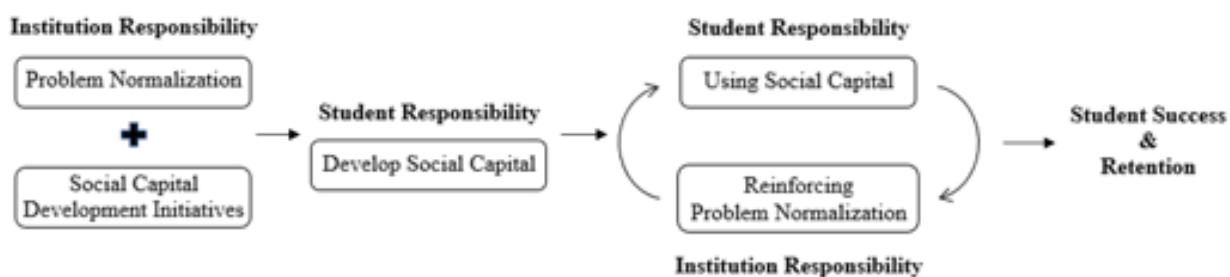 Institution Responsibility
Problem Normalization
Social Capital
Development Initiatives
Student Responsibility
Develop Social Capital
Student Responsibility
Using Social Capital
Reinforcing
Problem Normalization
Institution Responsibility
Student Success
&
Retention